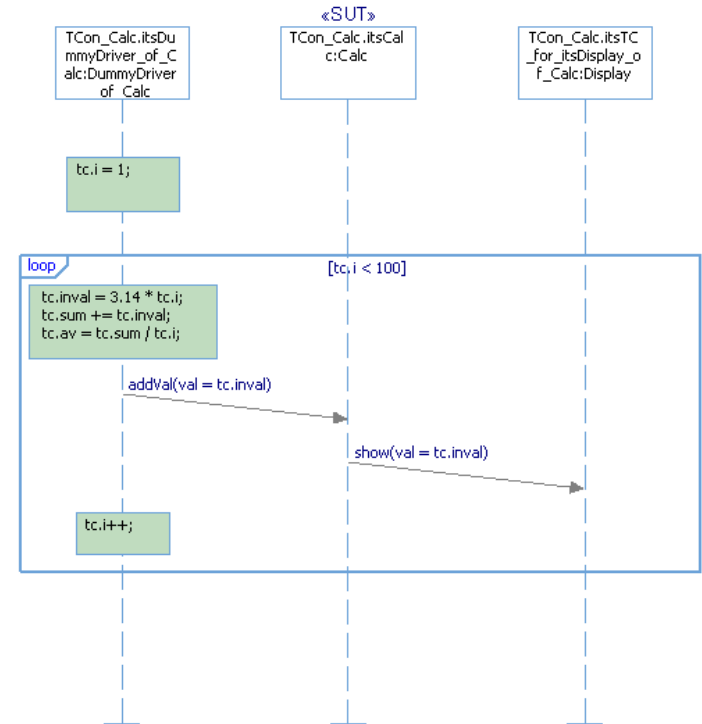 «SUT»
TCon_Calc.itsDu
mmyDriver_of_C
alc:DummyDriver
of_Calc
TCon_Calc.itsCal
c:Calc
TCon_Calc.itsTC
_for_itsDisplay_o
f_Calc:Display
tc.i = 1;
loop
[tc.i < 100]
tc.inval = 3.14 * tc.i;
tc.sum += tc.inval;
tc.av = tc.sum / tc.i;
addVal(val = tc.inval)
show(val = tc.inval)
tc.i++;